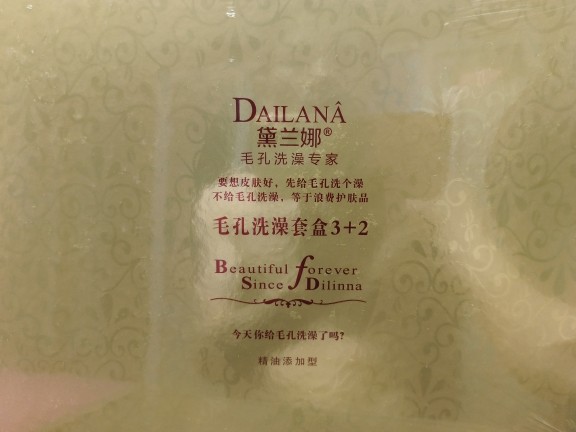 DAILANÂ
黛兰娜®
毛孔洗澡专家
要想皮肤好，先给毛孔洗个澡
不给毛孔洗澡，等于浪费护肤品
毛孔洗澡套盒3+2
Beautiful forever
Since Dilinna
今天你给毛孔洗澡了吗?
精油添加型